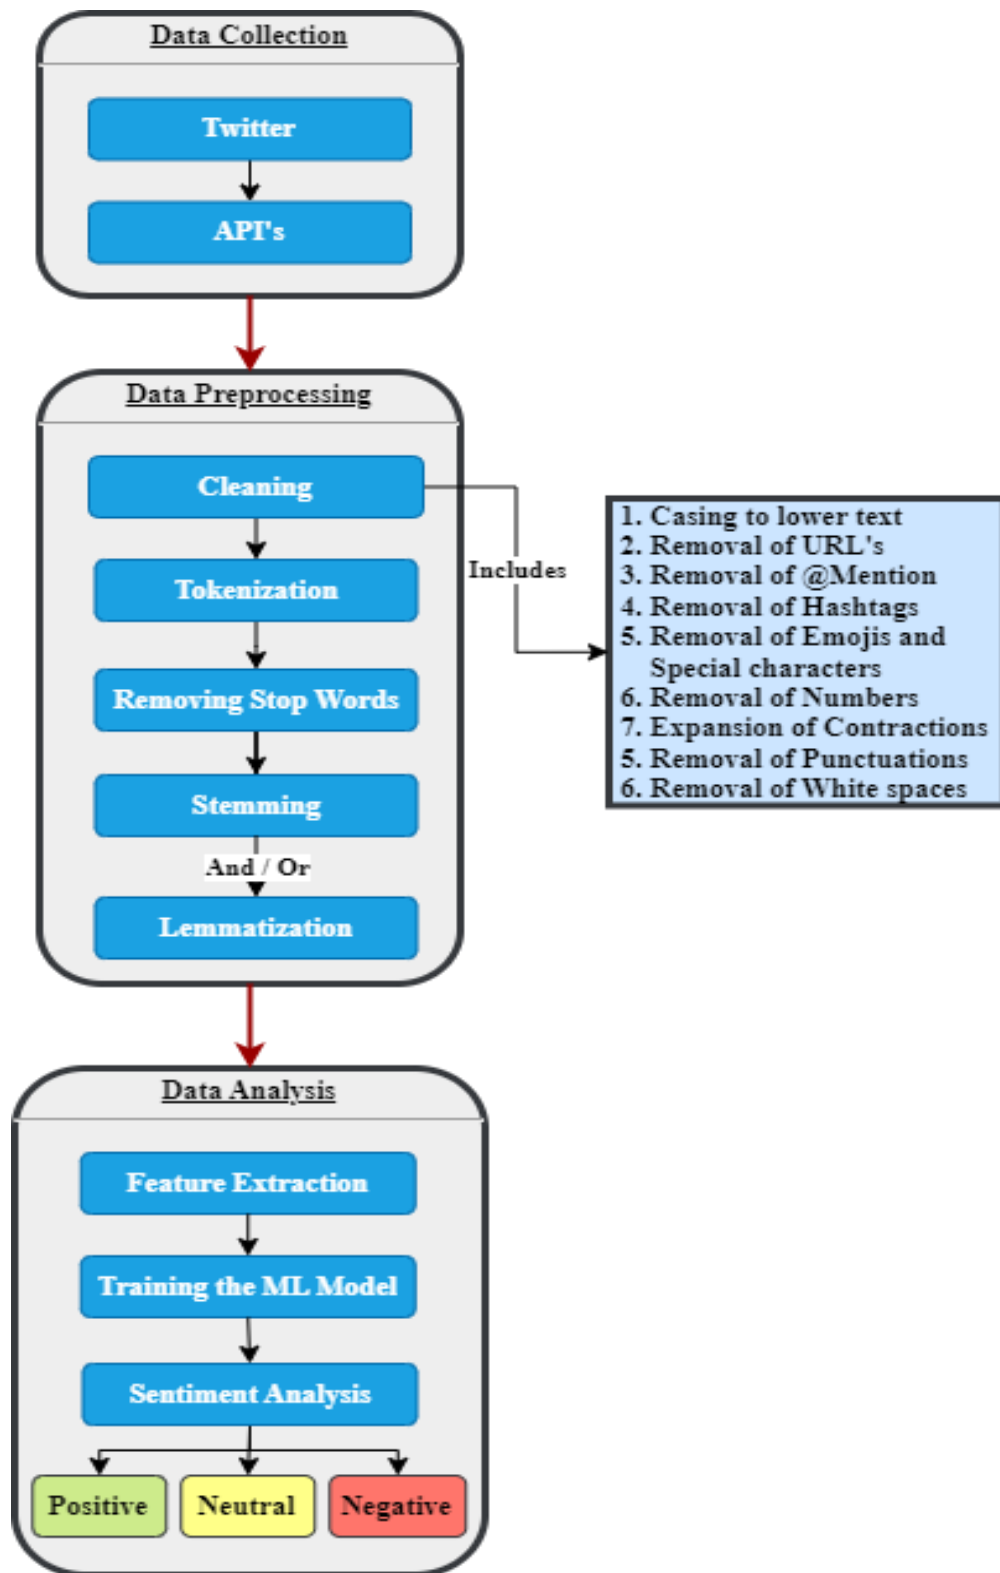 Data Collection
Twitter
API's
Data Preprocessing
Cleaning
Tokenization
Removing Stop Words
Stemming
And / Or
Lemmatization
Includes
1. Casing to lower text
2. Removal of URL's
3. Removal of @Mention
4. Removal of Hashtags
5. Removal of Emojis and
Special characters
6. Removal of Numbers
7. Expansion of Contractions
5. Removal of Punctuations
6. Removal of White spaces
Data Analysis
Feature Extraction
Training the ML Model
Sentiment Analysis
Positive
Neutral
Negative